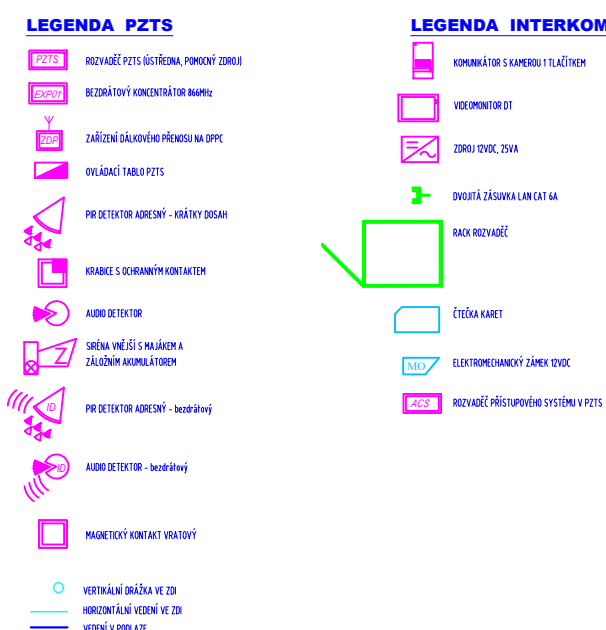 LEGENDA PZTS
PZTS ROZVADĚČ PZTS (ÚSTŘEDNA, POMOCNÝ ZDROJ)
EXP01 BEZDRÁTOVÝ KONCENTRÁTOR 866MHz
ZDP ZAŘÍZENÍ DÁLKOVÉHO PŘENOSU NA DPPC
OVLÁDACÍ TABLO PZTS
PIR DETEKTOR ADRESNÝ - KRÁTKÝ DOSAH
KRABICE S OCHRANNÝM KONTAKTEM
AUDIO DETEKTOR
SIRÉNA VNĚJŠÍ S MAJÁKEM A
Z ZÁLOŽNÍM AKUMULÁTOREM
ID PIR DETEKTOR ADRESNÝ - bezdrátový
ID AUDIO DETEKTOR - bezdrátový
MAGNETICKÝ KONTAKT VRATOVÝ
VERTIKÁLNÍ DRÁŽKA VE ZDI
HORIZONTÁLNÍ VEDENÍ VE ZDI
VEDENÍ V PODLAZE
LEGENDA INTERKOM
KOMUNIKÁTOR S KAMEROU 1 TLAČÍTKEM
VIDEOMONITOR DT
ZDROJ 12VDC, 25VA
DVOJITÁ ZÁSUVKA LAN CAT 6A
RACK ROZVADĚČ
ČTEČKA KARET
MO ELEKTROMECHANICKÝ ZÁMEK 12VDC
ACS ROZVADĚČ PŘÍSTUPOVÉHO SYSTÉMU V PZTS